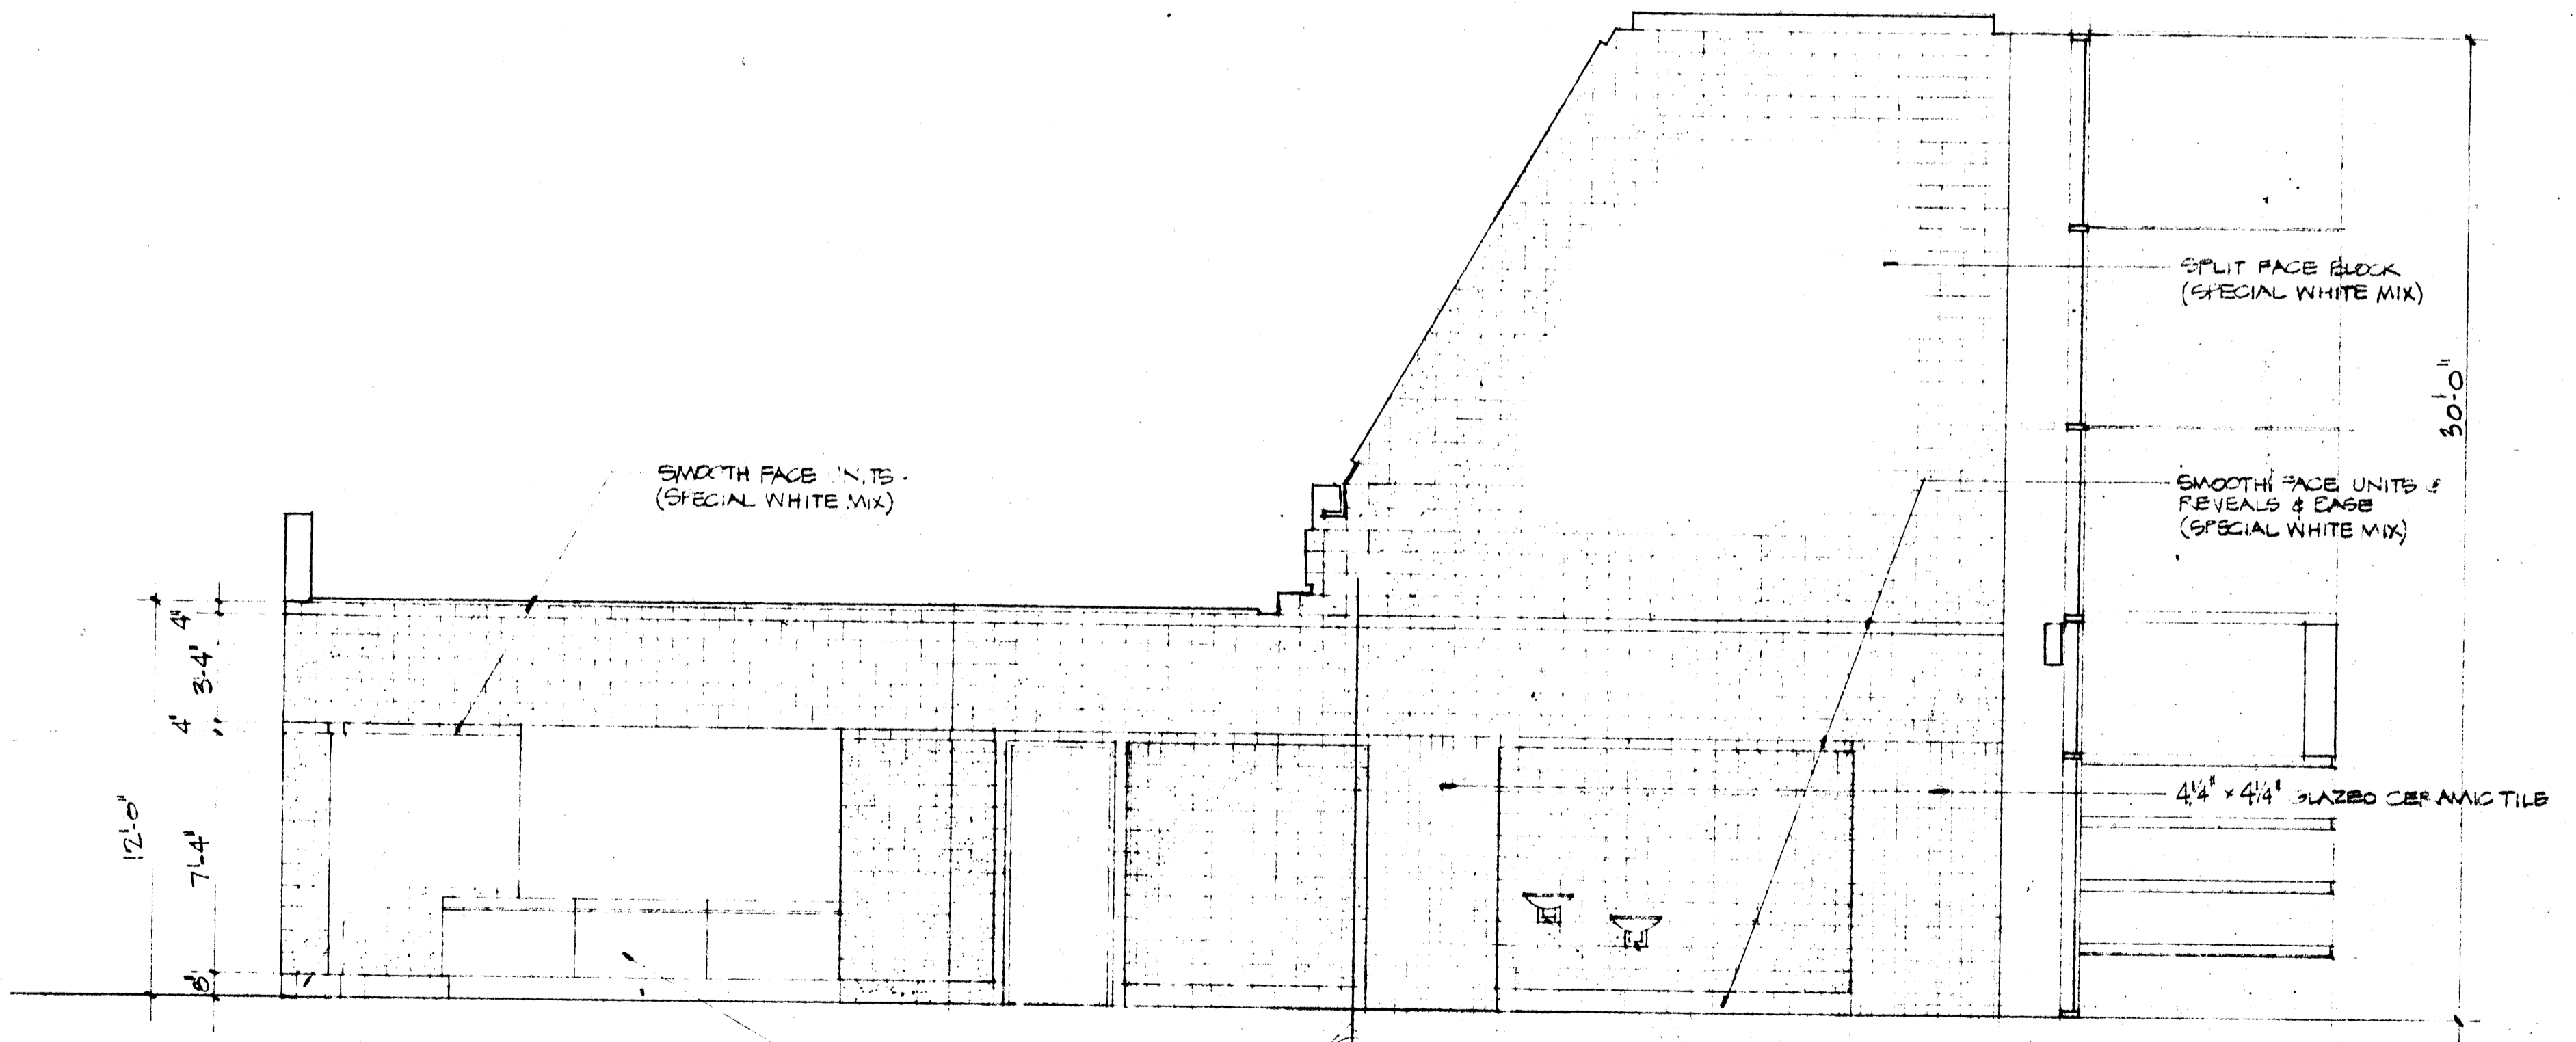 SPLIT FACE BLOCK
(SPECIAL WHITE MIX)
30'-0"
SMOOTH FACE UNITS
(SPECIAL WHITE MIX)
SMOOTH FACE UNITS &
REVEALS & BASE
(SPECIAL WHITE MIX)
4"
3'-4"
4"
12'-0"
7'-4"
8"
4¼" × 4¼" GLAZED CERAMIC TILE